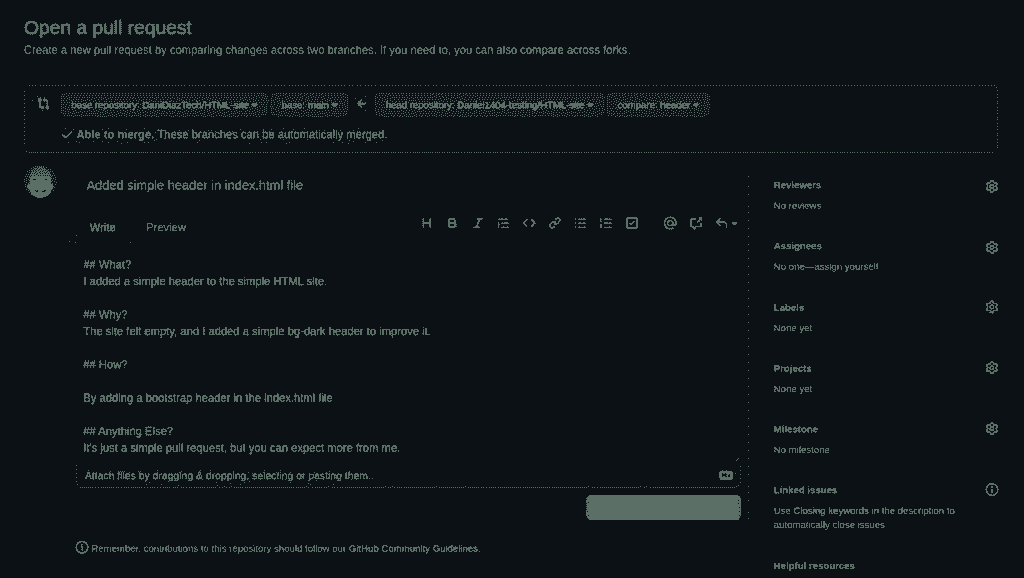 Open a pull request
Create a new pull request by comparing changes across two branches. If you need to, you can also compare across forks.
base repository: DaniDiazTech/HTML-site base: main head repository: Daniel1404-testing/HTML-site compare: header
Able to merge. These branches can be automatically merged.
Added simple header in index.html file
Write Preview
## What?
I added a simple header to the simple HTML site.
## Why?
The site felt empty, and I added a simple bg-dark header to improve it.
## How?
By adding a bootstrap header in the index.html file
## Anything Else?
It's just a simple pull request, but you can expect more from me.
Attach files by dragging & dropping, selecting or pasting them.
Remember, contributions to this repository should follow our GitHub Community Guidelines.
Reviewers
No reviews
Assignees
No one—assign yourself
Labels
None yet
Projects
None yet
Milestone
No milestone
Linked issues
Use Closing keywords in the description to
automatically close issues
Helpful resources